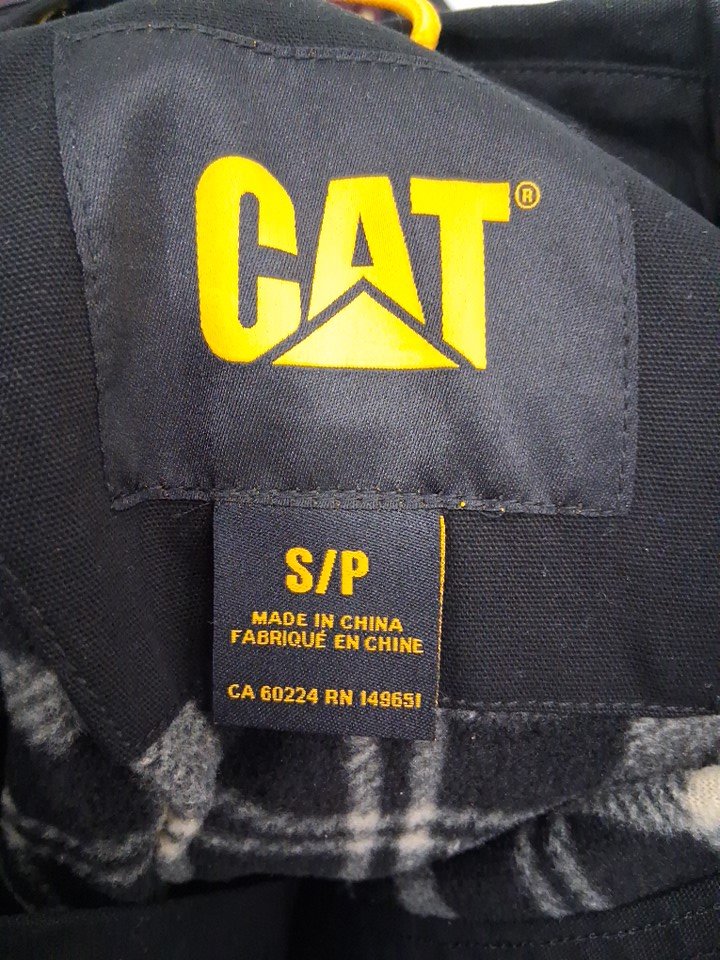 CAT®
S/P
MADE IN CHINA
FABRIQUÉ EN CHINE
CA 60224 RN 149651